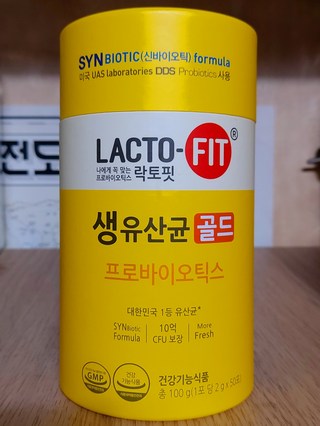 SYNBIOTIC(신바이오틱) formula
미국 UAS laboratories DDS Probiotics 사용
전도
LACTO-FIT®
나에게 꼭 맞는
프로바이오틱스 락토핏
생유산균 골드
프로바이오틱스
대한민국 1등 유산균*
SYNBiotic Formula
10억 CFU 보장
More Fresh
GMP
건강기능식품
건강기능식품
총 100 g(1포 당 2 g x 50포)